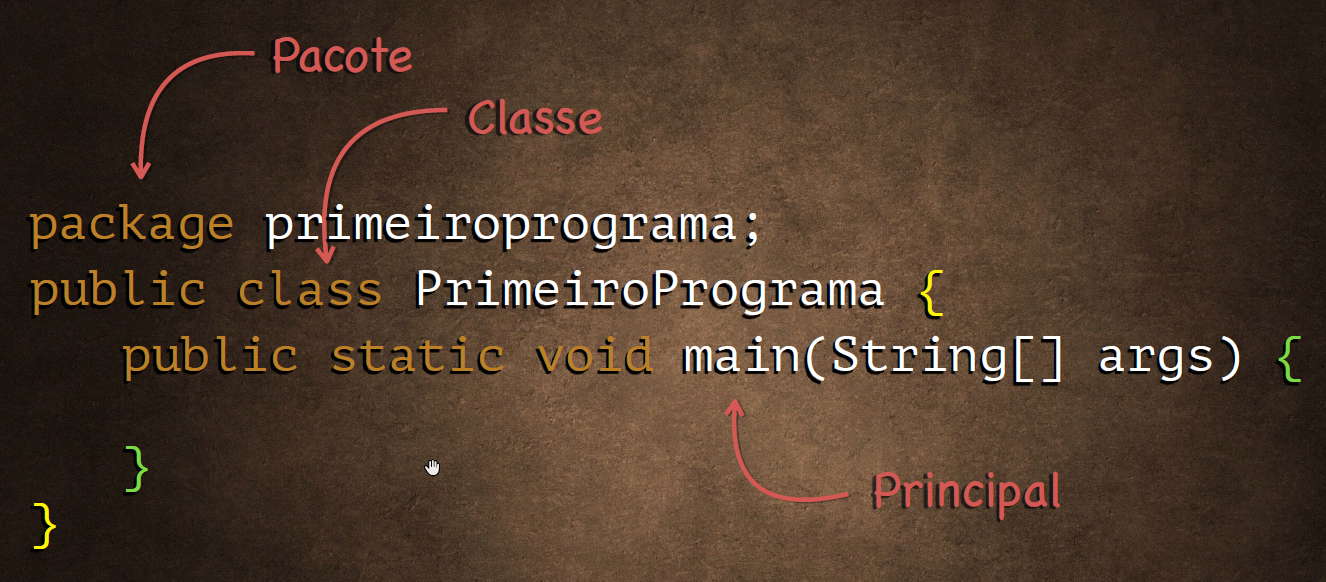 Pacote
Classe
package primeiroprograma;
public class PrimeiroPrograma {
public static void main(String[] args) {
}
Principal
}